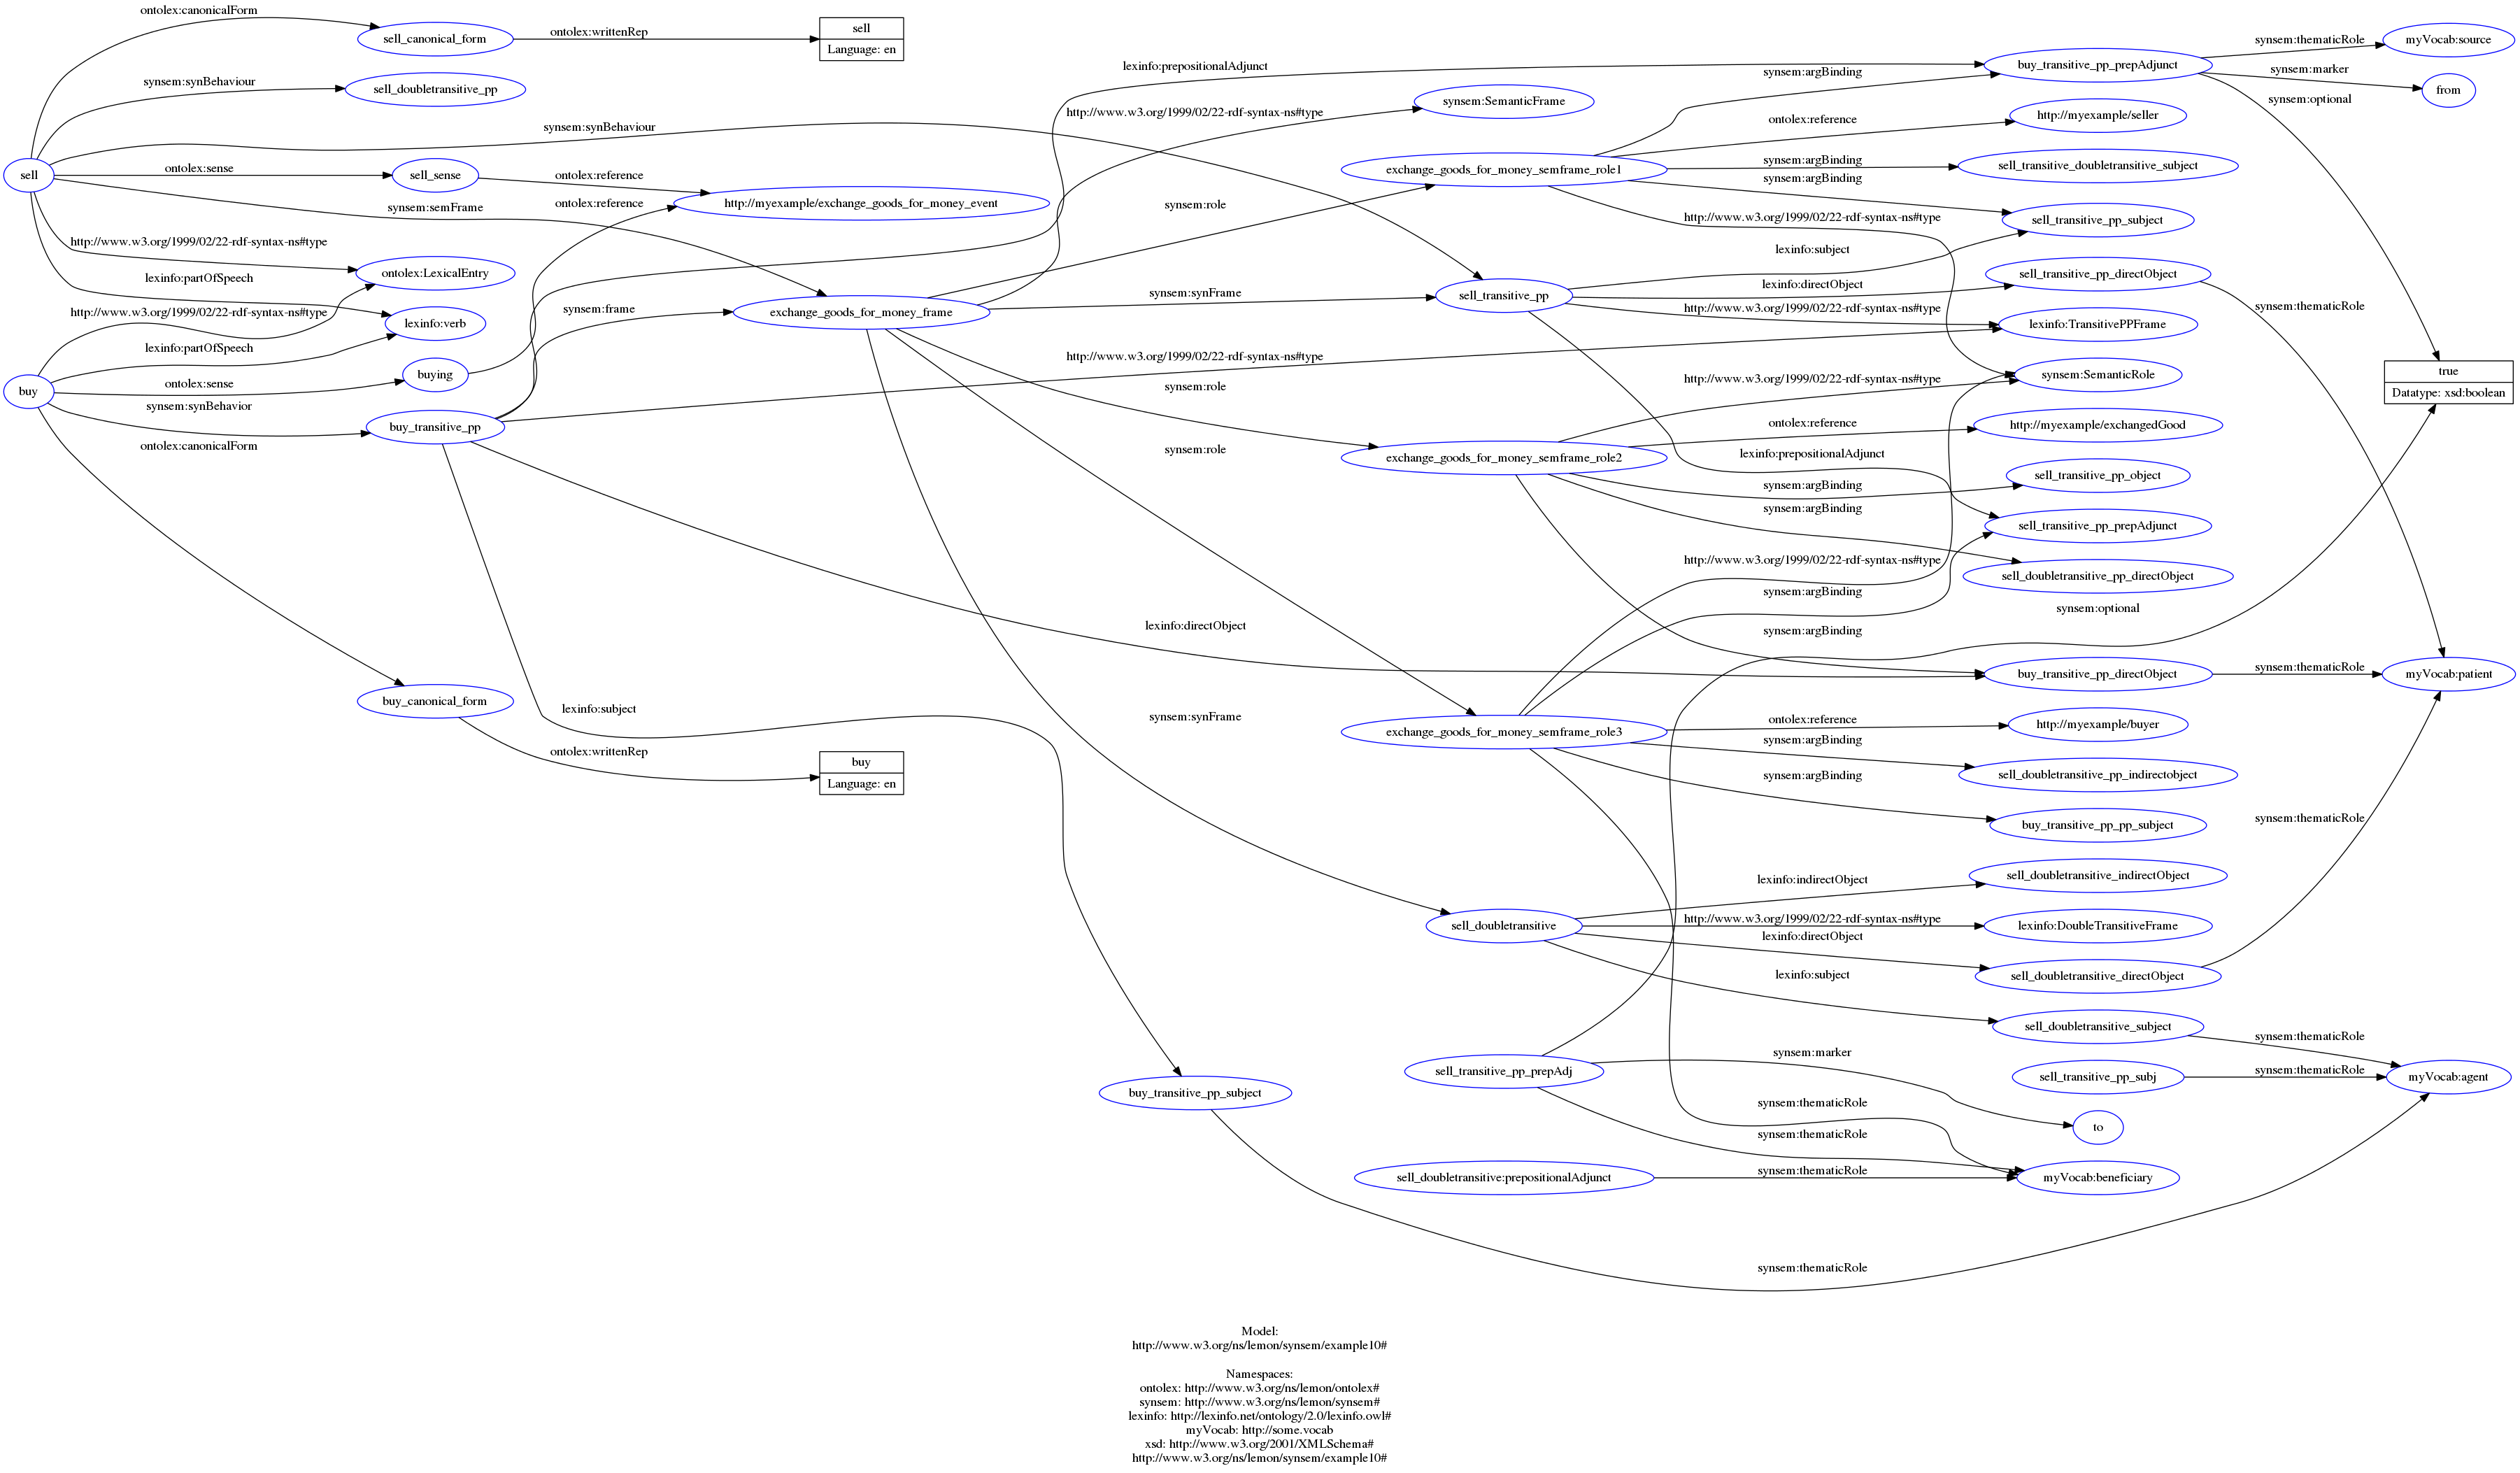 ontolex:canonicalForm
sell_canonical_form
ontolex:writtenRep
sell
Language: en
synsem:synBehaviour
sell_doubletransitive_pp
synsem:synBehaviour
sell
ontolex:sense
sell_sense
ontolex:reference
http://myexample/exchange_goods_for_money_event
ontolex:reference
synsem:semFrame
http://www.w3.org/1999/02/22-rdf-syntax-ns#type
ontolex:LexicalEntry
lexinfo:partOfSpeech
http://www.w3.org/1999/02/22-rdf-syntax-ns#type
lexinfo:verb
lexinfo:partOfSpeech
buy
ontolex:sense
buying
synsem:synBehavior
buy_transitive_pp
ontolex:canonicalForm
synsem:frame
exchange_goods_for_money_frame
buy_canonical_form
ontolex:writtenRep
buy
Language: en
lexinfo:subject
lexinfo:prepositionalAdjunct
http://www.w3.org/1999/02/22-rdf-syntax-ns#type
synsem:SemanticFrame
synsem:role
synsem:synFrame
http://www.w3.org/1999/02/22-rdf-syntax-ns#type
synsem:role
synsem:role
lexinfo:directObject
synsem:synFrame
buy_transitive_pp_subject
exchange_goods_for_money_semframe_role1
sell_transitive_pp
exchange_goods_for_money_semframe_role2
exchange_goods_for_money_semframe_role3
sell_doubletransitive
sell_transitive_pp_prepAdj
sell_doubletransitive:prepositionalAdjunct
synsem:argBinding
ontolex:reference
synsem:argBinding
synsem:argBinding
http://www.w3.org/1999/02/22-rdf-syntax-ns#type
lexinfo:subject
lexinfo:directObject
http://www.w3.org/1999/02/22-rdf-syntax-ns#type
http://www.w3.org/1999/02/22-rdf-syntax-ns#type
ontolex:reference
lexinfo:prepositionalAdjunct
synsem:argBinding
synsem:argBinding
http://www.w3.org/1999/02/22-rdf-syntax-ns#type
synsem:argBinding
synsem:argBinding
ontolex:reference
synsem:argBinding
synsem:argBinding
lexinfo:indirectObject
http://www.w3.org/1999/02/22-rdf-syntax-ns#type
lexinfo:directObject
lexinfo:subject
synsem:marker
synsem:thematicRole
synsem:thematicRole
synsem:thematicRole
synsem:thematicRole
buy_transitive_pp_prepAdjunct
http://myexample/seller
sell_transitive_doubletransitive_subject
sell_transitive_pp_subject
sell_transitive_pp_directObject
lexinfo:TransitivePPFrame
synsem:SemanticRole
http://myexample/exchangedGood
sell_transitive_pp_object
sell_transitive_pp_prepAdjunct
sell_doubletransitive_pp_directObject
synsem:optional
buy_transitive_pp_directObject
http://myexample/buyer
sell_doubletransitive_pp_indirectobject
buy_transitive_pp_pp_subject
sell_doubletransitive_indirectObject
lexinfo:DoubleTransitiveFrame
sell_doubletransitive_directObject
sell_doubletransitive_subject
sell_transitive_pp_subj
to
myVocab:beneficiary
synsem:thematicRole
myVocab:source
synsem:marker
from
synsem:optional
synsem:thematicRole
true
Datatype: xsd:boolean
synsem:thematicRole
myVocab:patient
synsem:thematicRole
synsem:thematicRole
synsem:thematicRole
myVocab:agent
Model:
http://www.w3.org/ns/lemon/synsem/example10#
Namespaces:
ontolex: http://www.w3.org/ns/lemon/ontolex#
synsem: http://www.w3.org/ns/lemon/synsem#
lexinfo: http://lexinfo.net/ontology/2.0/lexinfo.owl#
myVocab: http://some.vocab
xsd: http://www.w3.org/2001/XMLSchema#
http://www.w3.org/ns/lemon/synsem/example10#